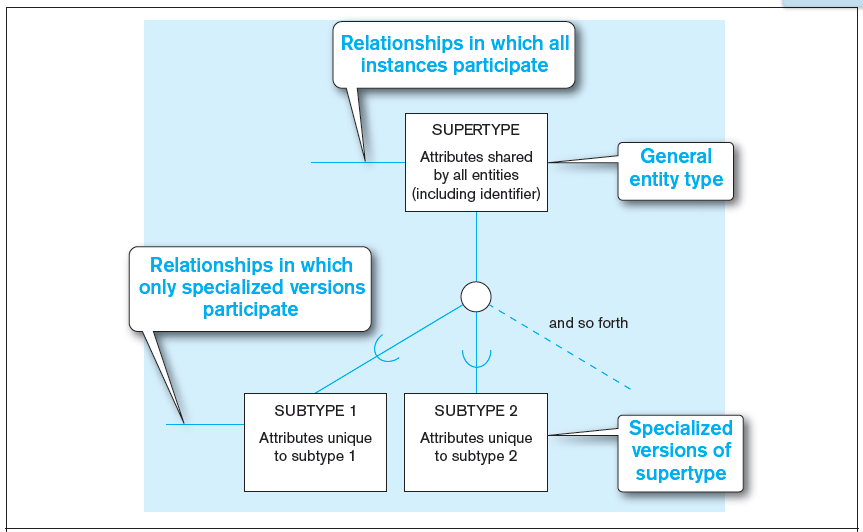 Relationships in which all
instances participate
SUPERTYPE
Attributes shared
by all entities
(including identifier)
General
entity type
Relationships in which
only specialized versions
participate
and so forth
SUBTYPE 1
Attributes unique
to subtype 1
SUBTYPE 2
Attributes unique
to subtype 2
Specialized
versions of
supertype